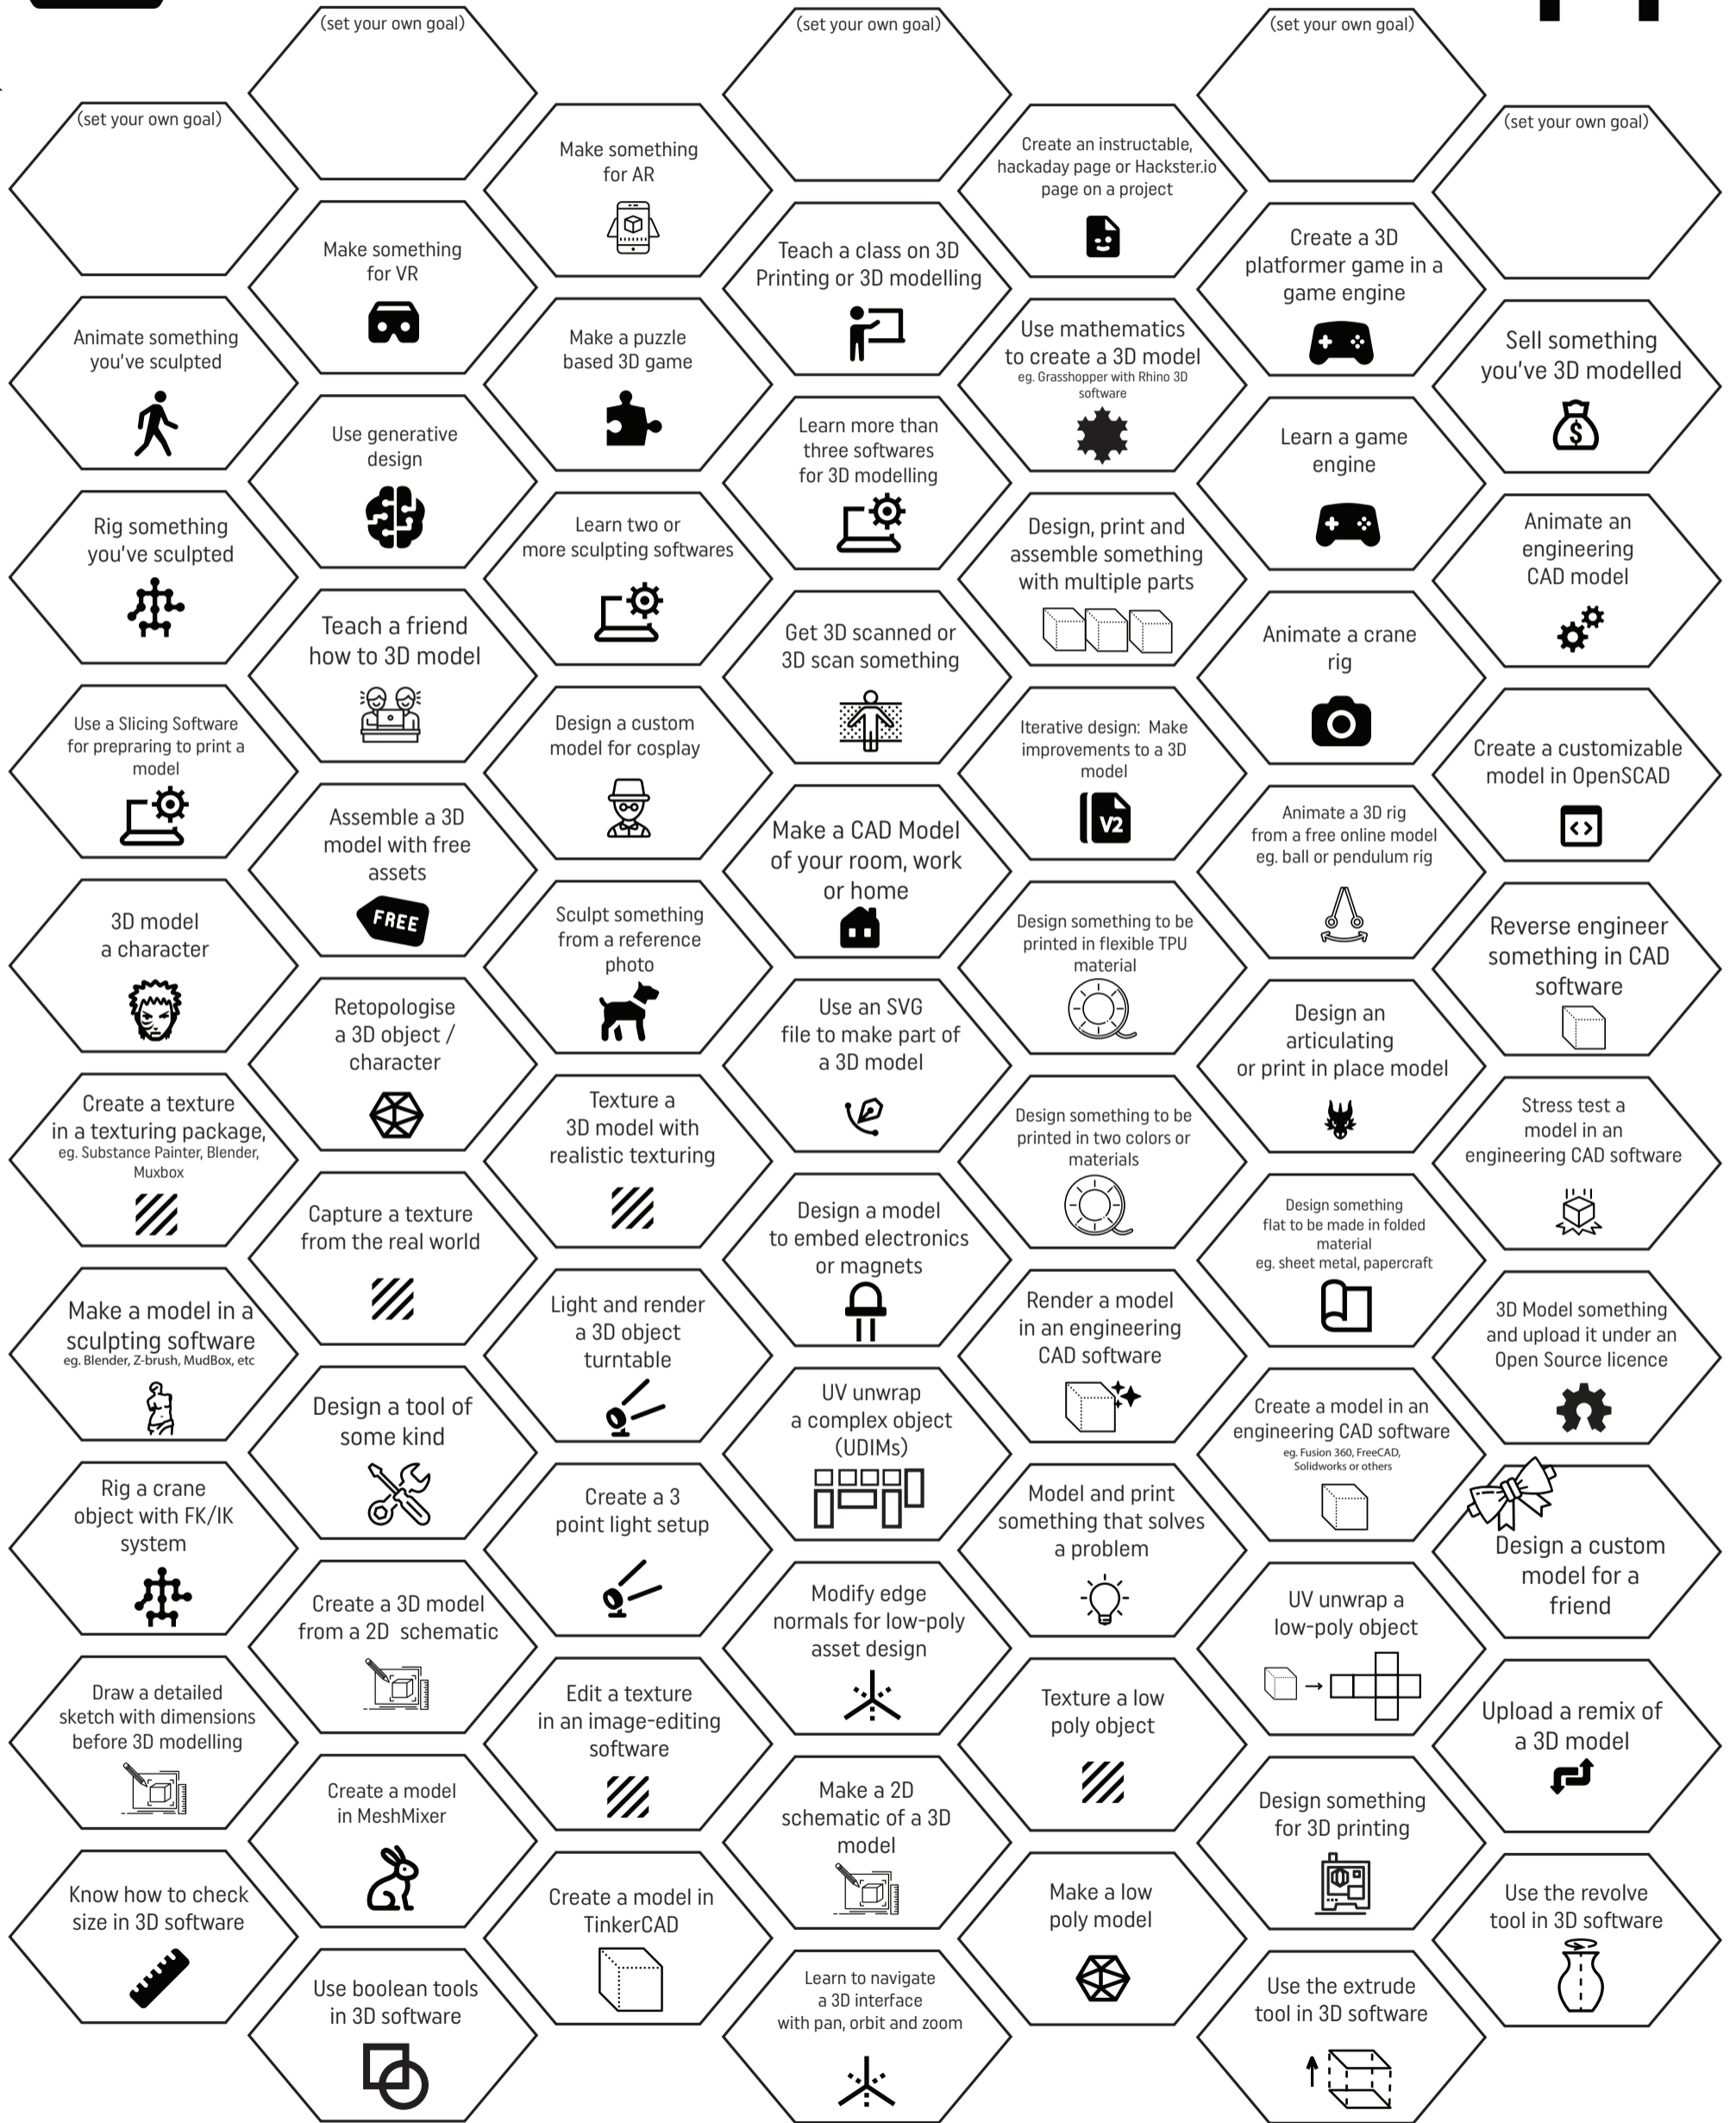 (set your own goal)
(set your own goal)
(set your own goal)
(set your own goal)
(set your own goal)
Make something
for AR
Create an instructable,
hackaday page or Hackster.io
page on a project
Make something
for VR
Teach a class on 3D
Printing or 3D modelling
Create a 3D
platformer game in a
game engine
Animate something
you've sculpted
Make a puzzle
based 3D game
Use mathematics
to create a 3D model
eg. Grasshopper with Rhino 3D
software
Sell something
you've 3D modelled
$
Use generative
design
Learn more than
three softwares
for 3D modelling
Learn a game
engine
Rig something
you've sculpted
Learn two or
more sculpting softwares
Design, print and
assemble something
with multiple parts
Animate an
engineering
CAD model
Teach a friend
how to 3D model
Get 3D scanned or
3D scan something
Animate a crane
rig
Use a Slicing Software
for prepraring to print a
model
Design a custom
model for cosplay
Iterative design: Make
improvements to a 3D
model
V2
Create a customizable
model in OpenSCAD
<>
Assemble a 3D
model with free
assets
FREE
Make a CAD Model
of your room, work
or home
Animate a 3D rig
from a free online model
eg. ball or pendulum rig
3D model
a character
Sculpt something
from a reference
photo
Design something to be
printed in flexible TPU
material
Reverse engineer
something in CAD
software
Retopologise
a 3D object /
character
Use an SVG
file to make part of
a 3D model
Design an
articulating
or print in place model
Create a texture
in a texturing package,
eg. Substance Painter, Blender,
Muxbox
Texture a
3D model with
realistic texturing
Design something to be
printed in two colors or
materials
Stress test a
model in an
engineering CAD software
Capture a texture
from the real world
Design a model
to embed electronics
or magnets
Design something
flat to be made in folded
material
eg. sheet metal, papercraft
Make a model in a
sculpting software
eg. Blender, Z-brush, MudBox, etc
Light and render
a 3D object
turntable
Render a model
in an engineering
CAD software
3D Model something
and upload it under an
Open Source licence
Design a tool of
some kind
UV unwrap
a complex object
(UDIMs)
Create a model in an
engineering CAD software
eg. Fusion 360, FreeCAD,
Solidworks or others
Rig a crane
object with FK/IK
system
Create a 3
point light setup
Model and print
something that solves
a problem
Design a custom
model for a
friend
Create a 3D model
from a 2D schematic
Modify edge
normals for low-poly
asset design
UV unwrap a
low-poly object
Draw a detailed
sketch with dimensions
before 3D modelling
Edit a texture
in an image-editing
software
Texture a low
poly object
Upload a remix of
a 3D model
Create a model
in MeshMixer
Make a 2D
schematic of a 3D
model
Design something
for 3D printing
Know how to check
size in 3D software
Create a model in
TinkerCAD
Make a low
poly model
Use the revolve
tool in 3D software
Use boolean tools
in 3D software
Learn to navigate
a 3D interface
with pan, orbit and zoom
Use the extrude
tool in 3D software